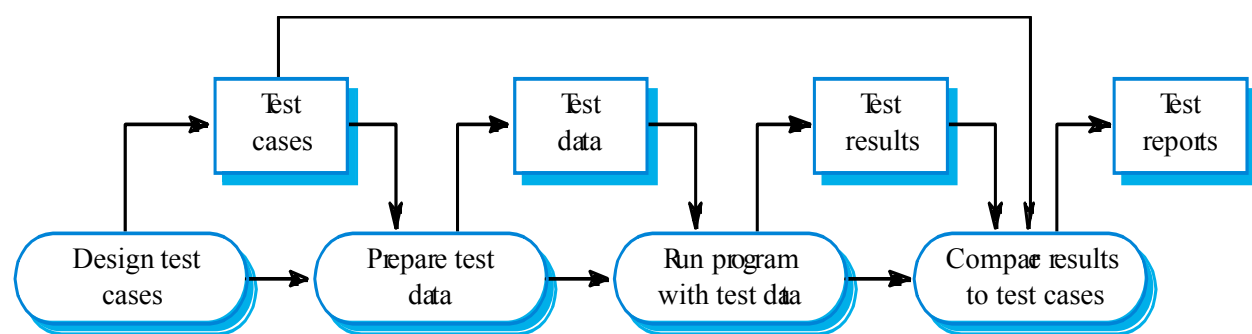 Test
cases
Test
data
Test
results
Test
reports
Design test
cases
Prepare test
data
Run program
with test data
Compare results
to test cases